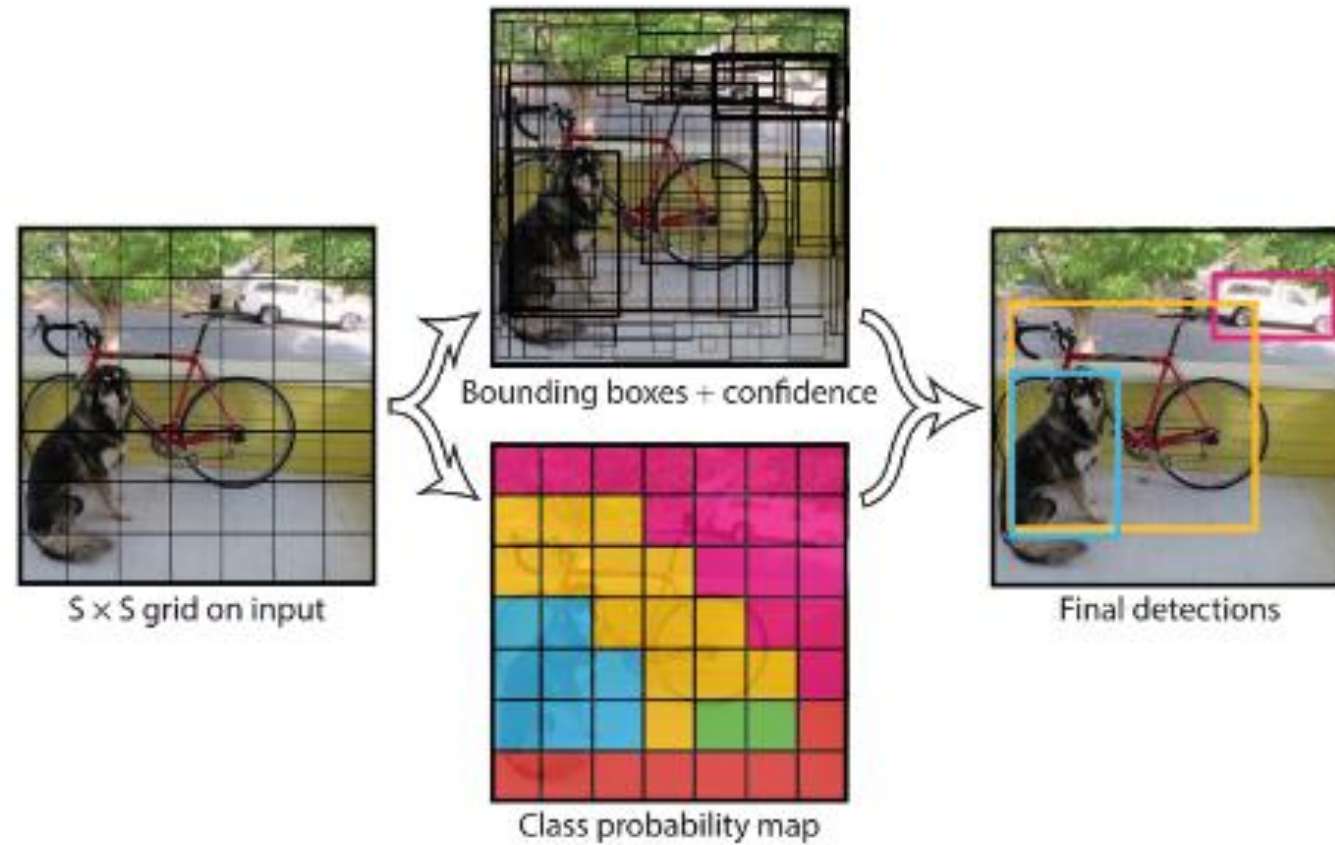 Bounding boxes + confidence
S × S grid on input
Final detections
Class probability map